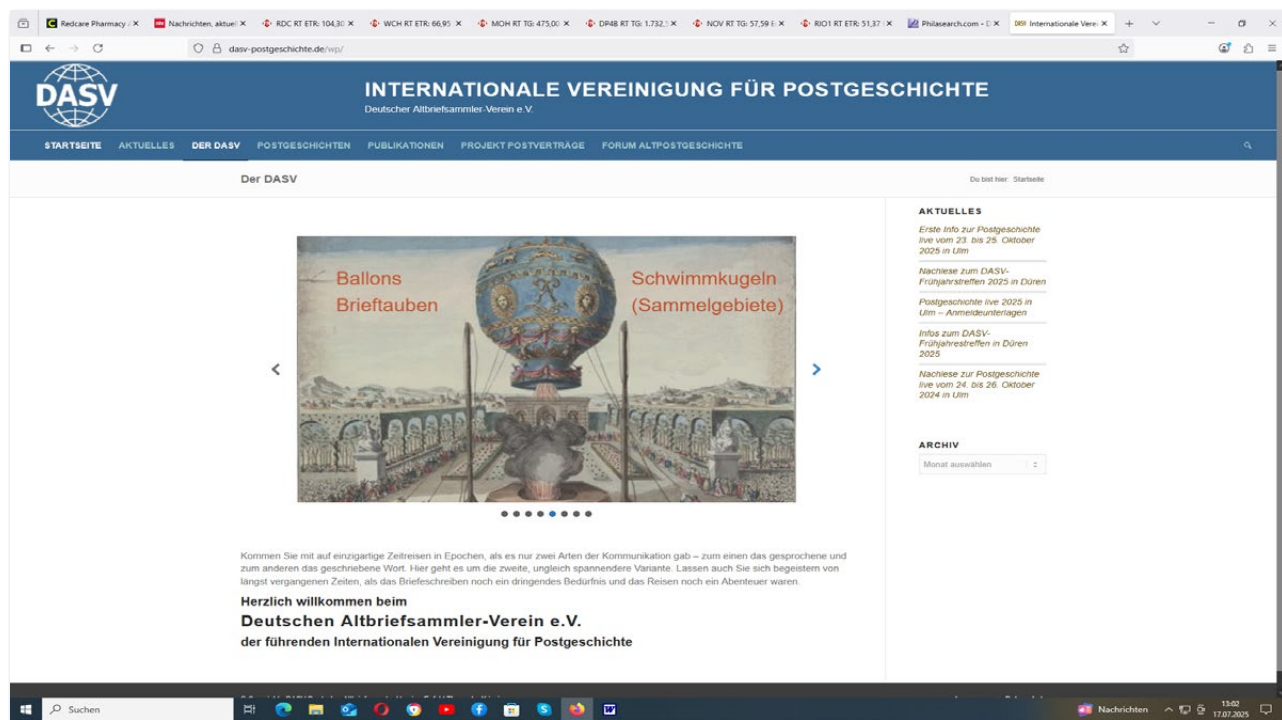 Redcare Pharmacy
Nachrichten, aktuel
RDC RT ETR: 104,30
WCH RT ETR: 66,95
MOH RT TG: 475,00
DP4B RT TG: 1.732,
NOV RT TG: 57,59
RIO1 RT ETR: 51,37
Philasearch.com -
DASV Internationale Verei
dasv-postgeschichte.de/wp/
DASV
INTERNATIONALE VEREINIGUNG FÜR POSTGESCHICHTE
Deutscher Altbriefsammler-Verein e.V.
STARTSEITE AKTUELLES DER DASV POSTGESCHICHTEN PUBLIKATIONEN PROJEKT POSTVERTRÄGE FORUM ALTPOSTGESCHICHTE
Der DASV
Du bist hier: Startseite
Ballons
Brieftauben
Schwimmkugeln
(Sammelgebiete)
AKTUELLES
Erste Info zur Postgeschichte
live vom 23. bis 25. Oktober
2025 in Ulm
Nachlese zum DASV-
Frühjahrstreffen 2025 in Düren
Postgeschichte live 2025 in
Ulm – Anmeldeunterlagen
Infos zum DASV-
Frühjahrestreffen in Düren
2025
Nachlese zur Postgeschichte
live vom 24. bis 26. Oktober
2024 in Ulm
ARCHIV
Monat auswählen
Kommen Sie mit auf einzigartige Zeitreisen in Epochen, als es nur zwei Arten der Kommunikation gab – zum einen das gesprochene und
zum anderen das geschriebene Wort. Hier geht es um die zweite, ungleich spannendere Variante. Lassen auch Sie sich begeistern von
längst vergangenen Zeiten, als das Briefeschreiben noch ein dringendes Bedürfnis und das Reisen noch ein Abenteuer waren.
Herzlich willkommen beim
Deutschen Altbriefsammler-Verein e.V.
der führenden Internationalen Vereinigung für Postgeschichte
Suchen
Nachrichten
13:02
17.07.2025